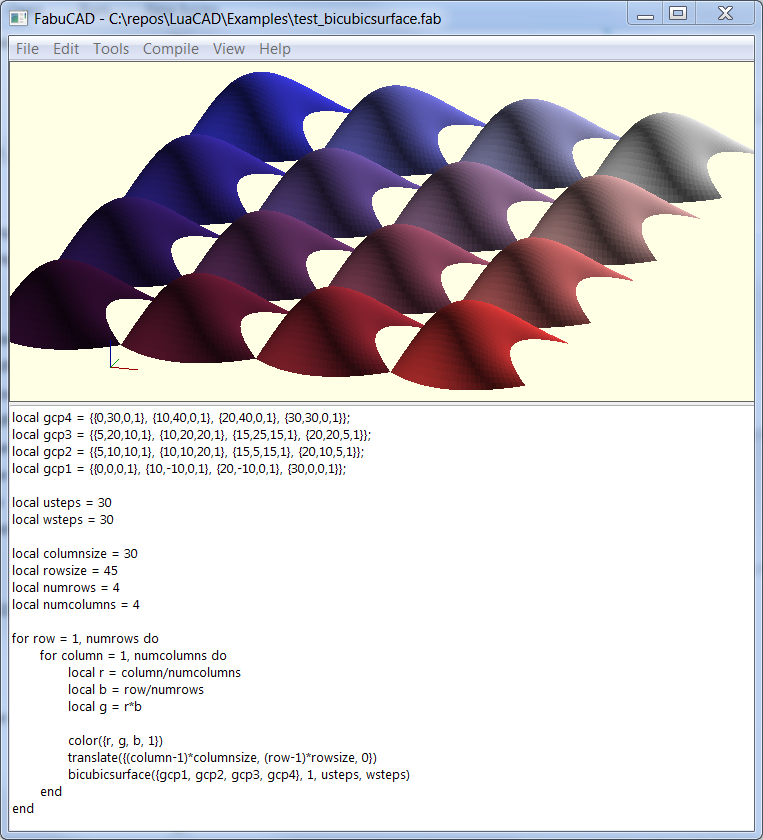 FabuCAD - C:\repos\LuaCAD\Examples\test_bicubicsurface.fab
File Edit Tools Compile View Help
local gcp4 = {{0,30,0,1}, {10,40,0,1}, {20,40,0,1}, {30,30,0,1}};
local gcp3 = {{5,20,10,1}, {10,20,20,1}, {15,25,15,1}, {20,20,5,1}};
local gcp2 = {{5,10,10,1}, {10,10,20,1}, {15,5,15,1}, {20,10,5,1}};
local gcp1 = {{0,0,0,1}, {10,-10,0,1}, {20,-10,0,1}, {30,0,0,1}};

local usteps = 30
local wsteps = 30

local columnsize = 30
local rowsize = 45
local numrows = 4
local numcolumns = 4

for row = 1, numrows do
    for column = 1, numcolumns do
        local r = column/numcolumns
        local b = row/numrows
        local g = r*b

        color({r, g, b, 1})
        translate({(column-1)*columnsize, (row-1)*rowsize, 0})
        bicubicsurface({gcp1, gcp2, gcp3, gcp4}, 1, usteps, wsteps)
    end
end